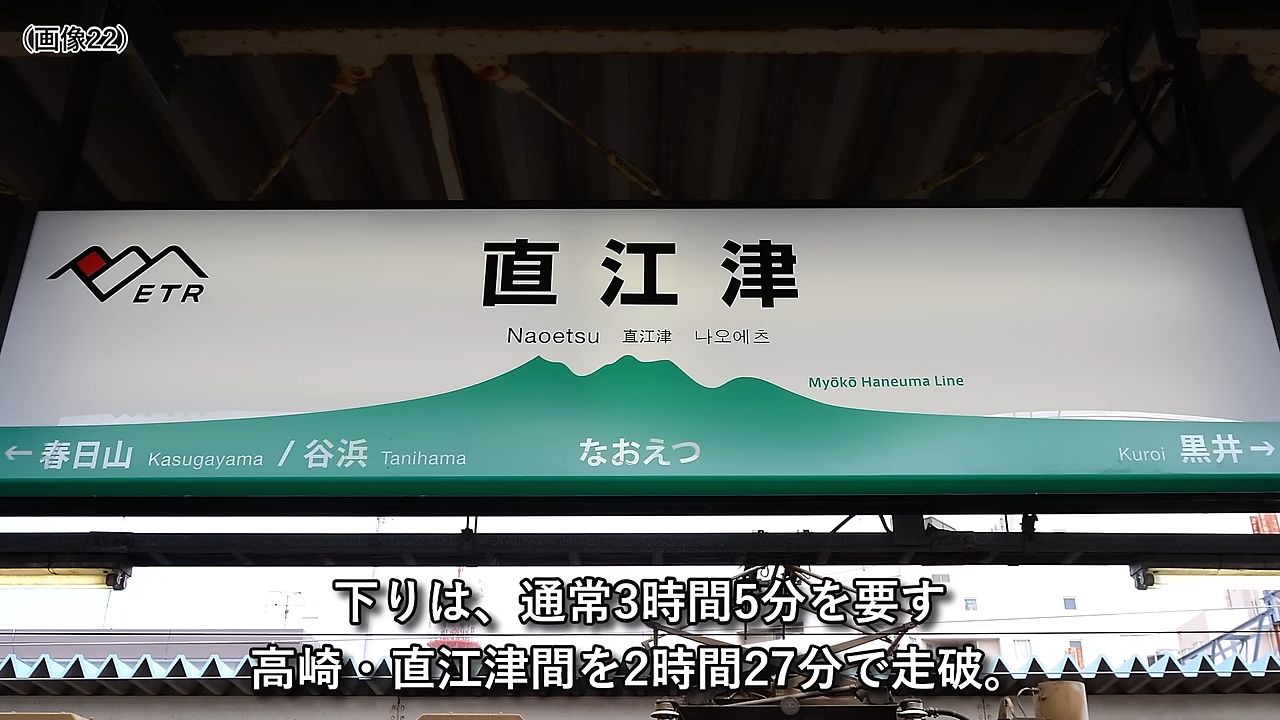 (画像22)
ETR
直江津
Naoetsu 直江津 나오에츠
Myōkō Haneuma Line
← 春日山 Kasugayama / 谷浜 Tanihama なおえつ Kuroi 黒井 →
下りは、通常3時間5分を要す
高崎・直江津間を2時間27分で走破。